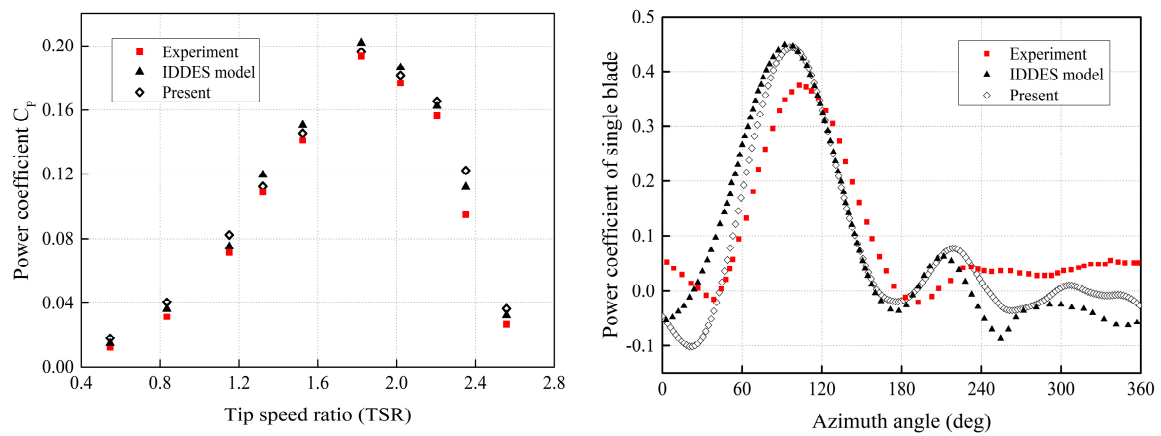 Power coefficient Cp
0.20
0.16
0.12
0.08
0.04
0.00
Experiment
IDDES model
Present
0.4
0.8
1.2
1.6
2.0
2.4
2.8
Tip speed ratio (TSR)
Power coefficient of single blade
0.5
0.4
0.3
0.2
0.1
0.0
-0.1
Experiment
IDDES model
Present
0
60
120
180
240
300
360
Azimuth angle (deg)